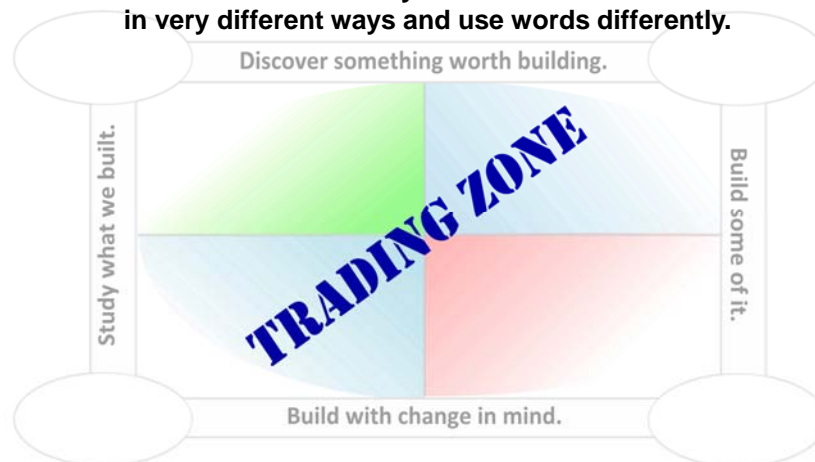 in very different ways and use words differently.
Discover something worth building.
Study what we built.
TRADING ZONE
Build some of it.
Build with change in mind.